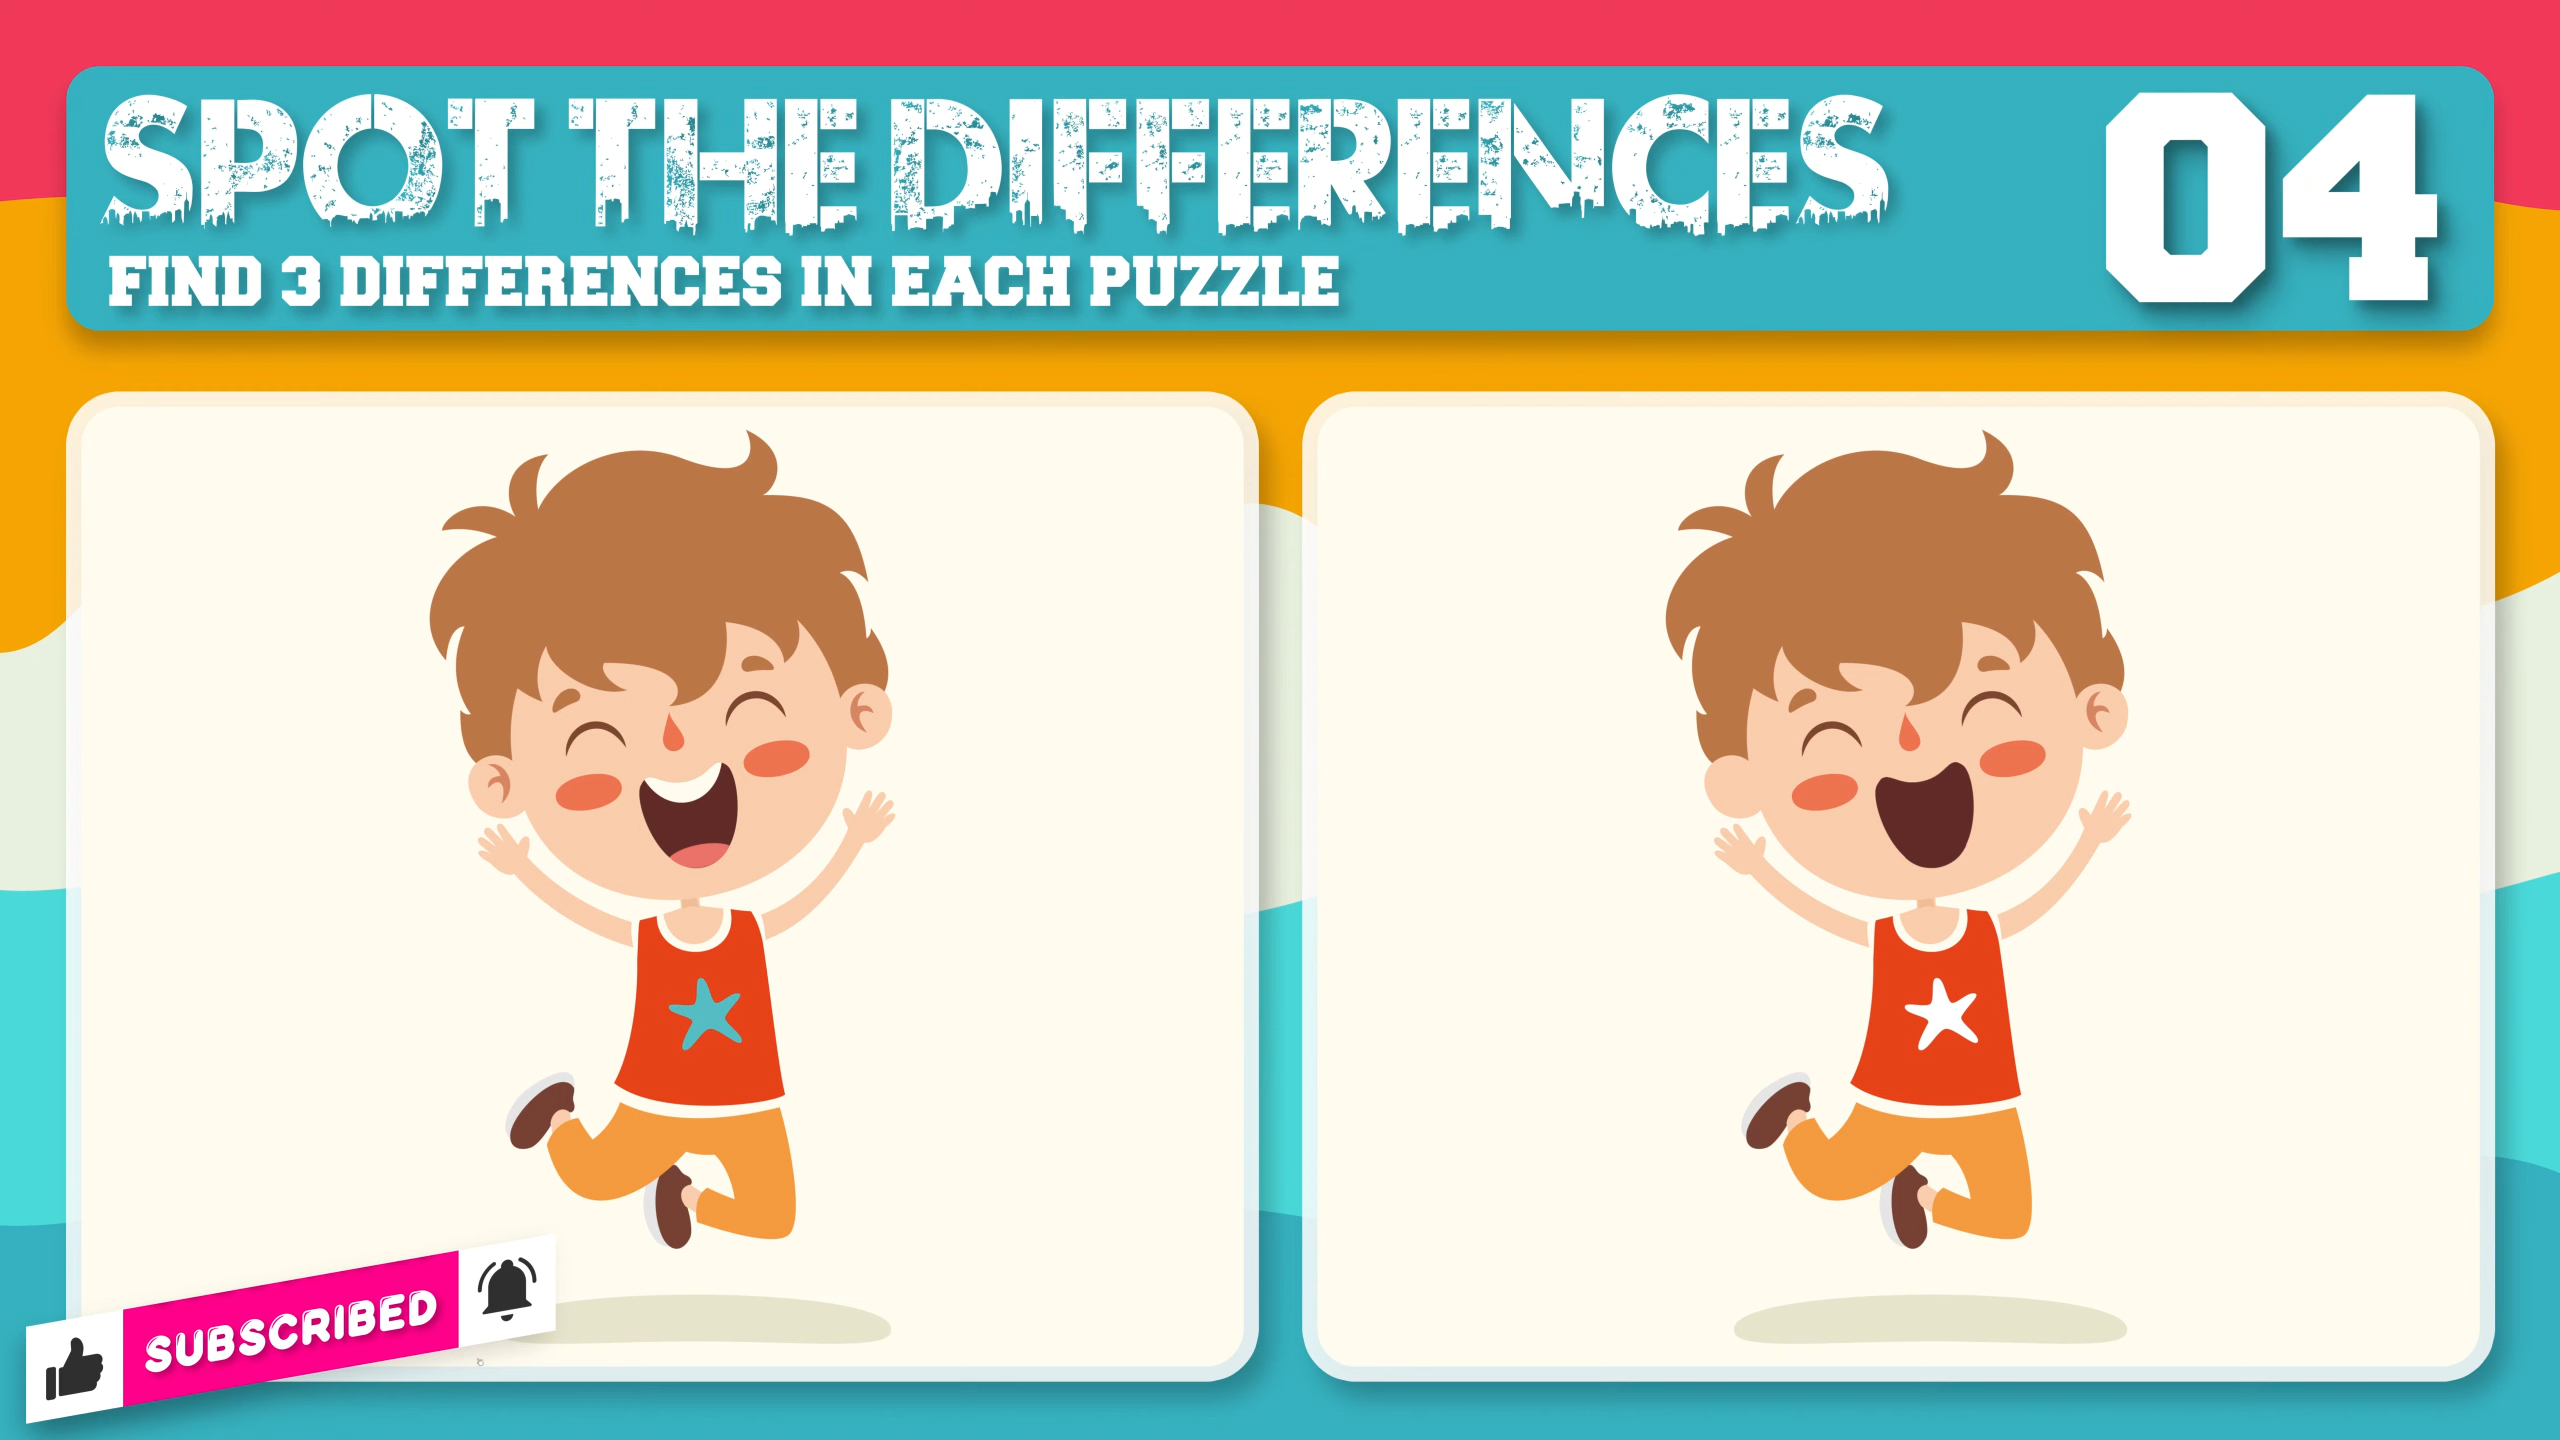 SPOT THE DIFFERENCES
FIND 3 DIFFERENCES IN EACH PUZZLE
04
SUBSCRIBED